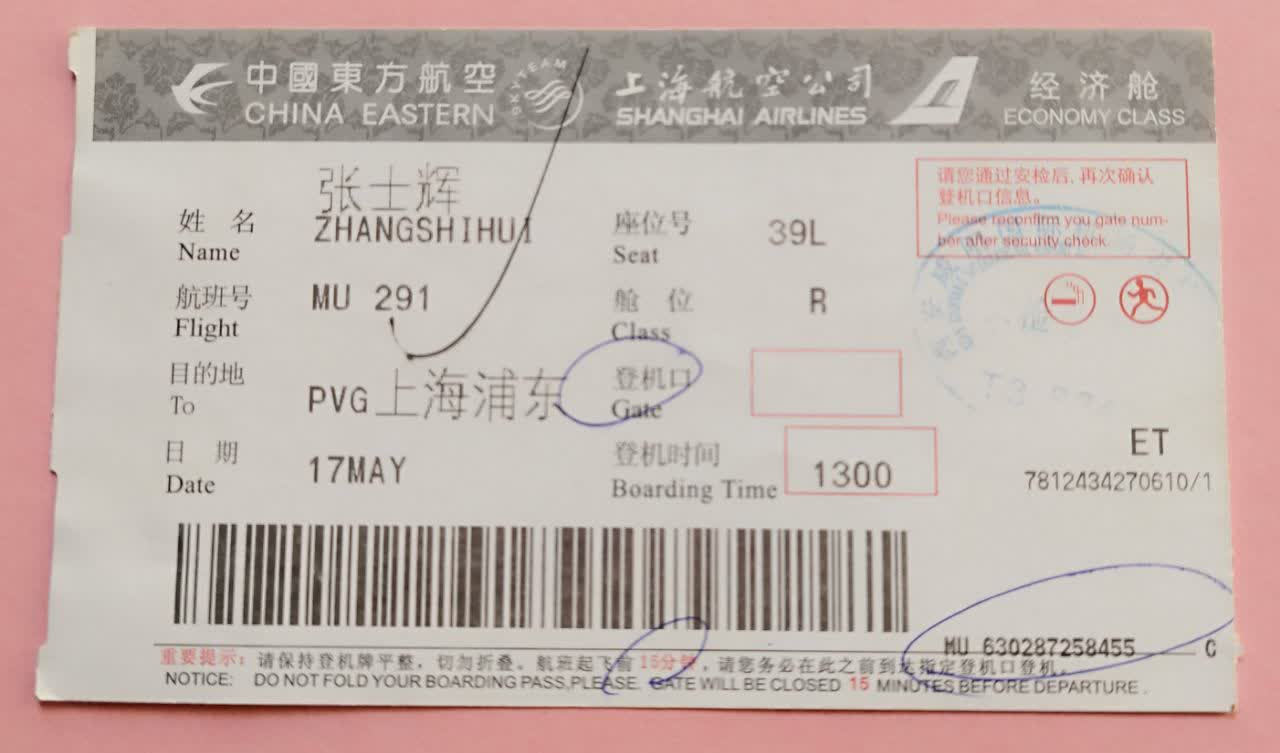 中國東方航空 SKYTEAM 上海航空公司 经济舱
CHINA EASTERN SHANGHAI AIRLINES ECONOMY CLASS
张士辉
姓 名 ZHANGSHIHUI 座位号 39L
Name Seat
请您通过安检后,再次确认
登机口信息。
Please reconfirm you gate num-
ber after security check.
航班号 MU 291 舱 位 R
Flight Class
目的地 PVG上海浦东 登机口
To Gate
日 期 17MAY 登机时间 1300
Date Boarding Time
ET
7812434270610/1
MU 630287258455 C
重要提示:请保持登机牌平整,切勿折叠。航班起飞前15分钟,请您务必在此之前到达指定登机口登机。
NOTICE: DO NOT FOLD YOUR BOARDING PASS,PLEASE. GATE WILL BE CLOSED 15 MINUTES BEFORE DEPARTURE.